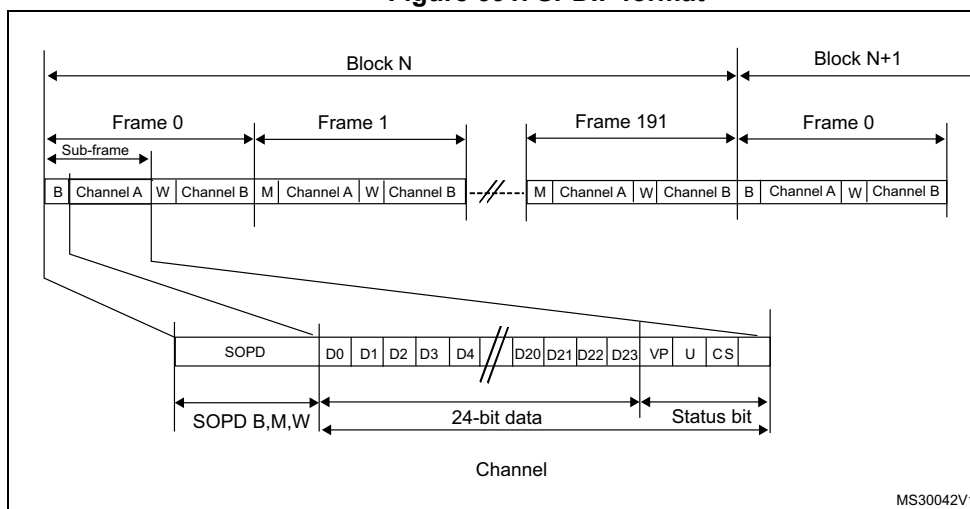 Block N
Block N+1
Frame 0
Frame 1
Frame 191
Frame 0
Sub-frame
B Channel A W Channel B M Channel A W Channel B M Channel A W Channel B B Channel A W Channel B
SOPD D0 D1 D2 D3 D4 D20 D21 D22 D23 VP U CS
SOPD B,M,W
24-bit data
Status bit
Channel